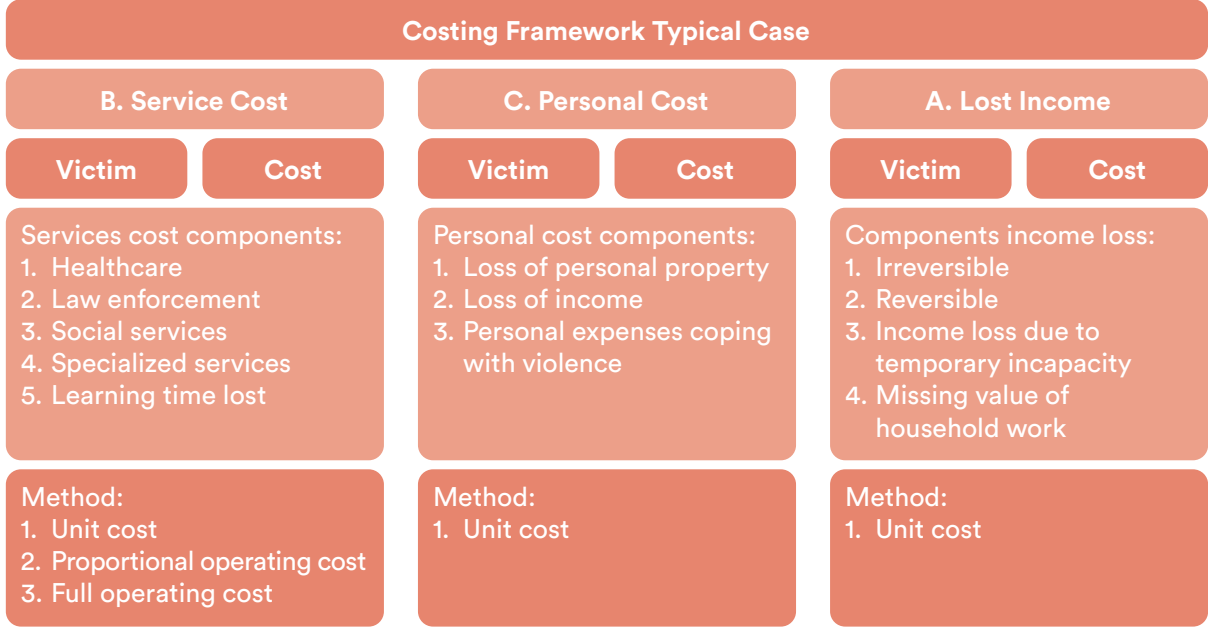 Costing Framework Typical Case
B. Service Cost
Victim
Cost
Services cost components:
1. Healthcare
2. Law enforcement
3. Social services
4. Specialized services
5. Learning time lost
Method:
1. Unit cost
2. Proportional operating cost
3. Full operating cost
C. Personal Cost
Victim
Cost
Personal cost components:
1. Loss of personal property
2. Loss of income
3. Personal expenses coping
with violence
Method:
1. Unit cost
A. Lost Income
Victim
Cost
Components income loss:
1. Irreversible
2. Reversible
3. Income loss due to
temporary incapacity
4. Missing value of
household work
Method:
1. Unit cost